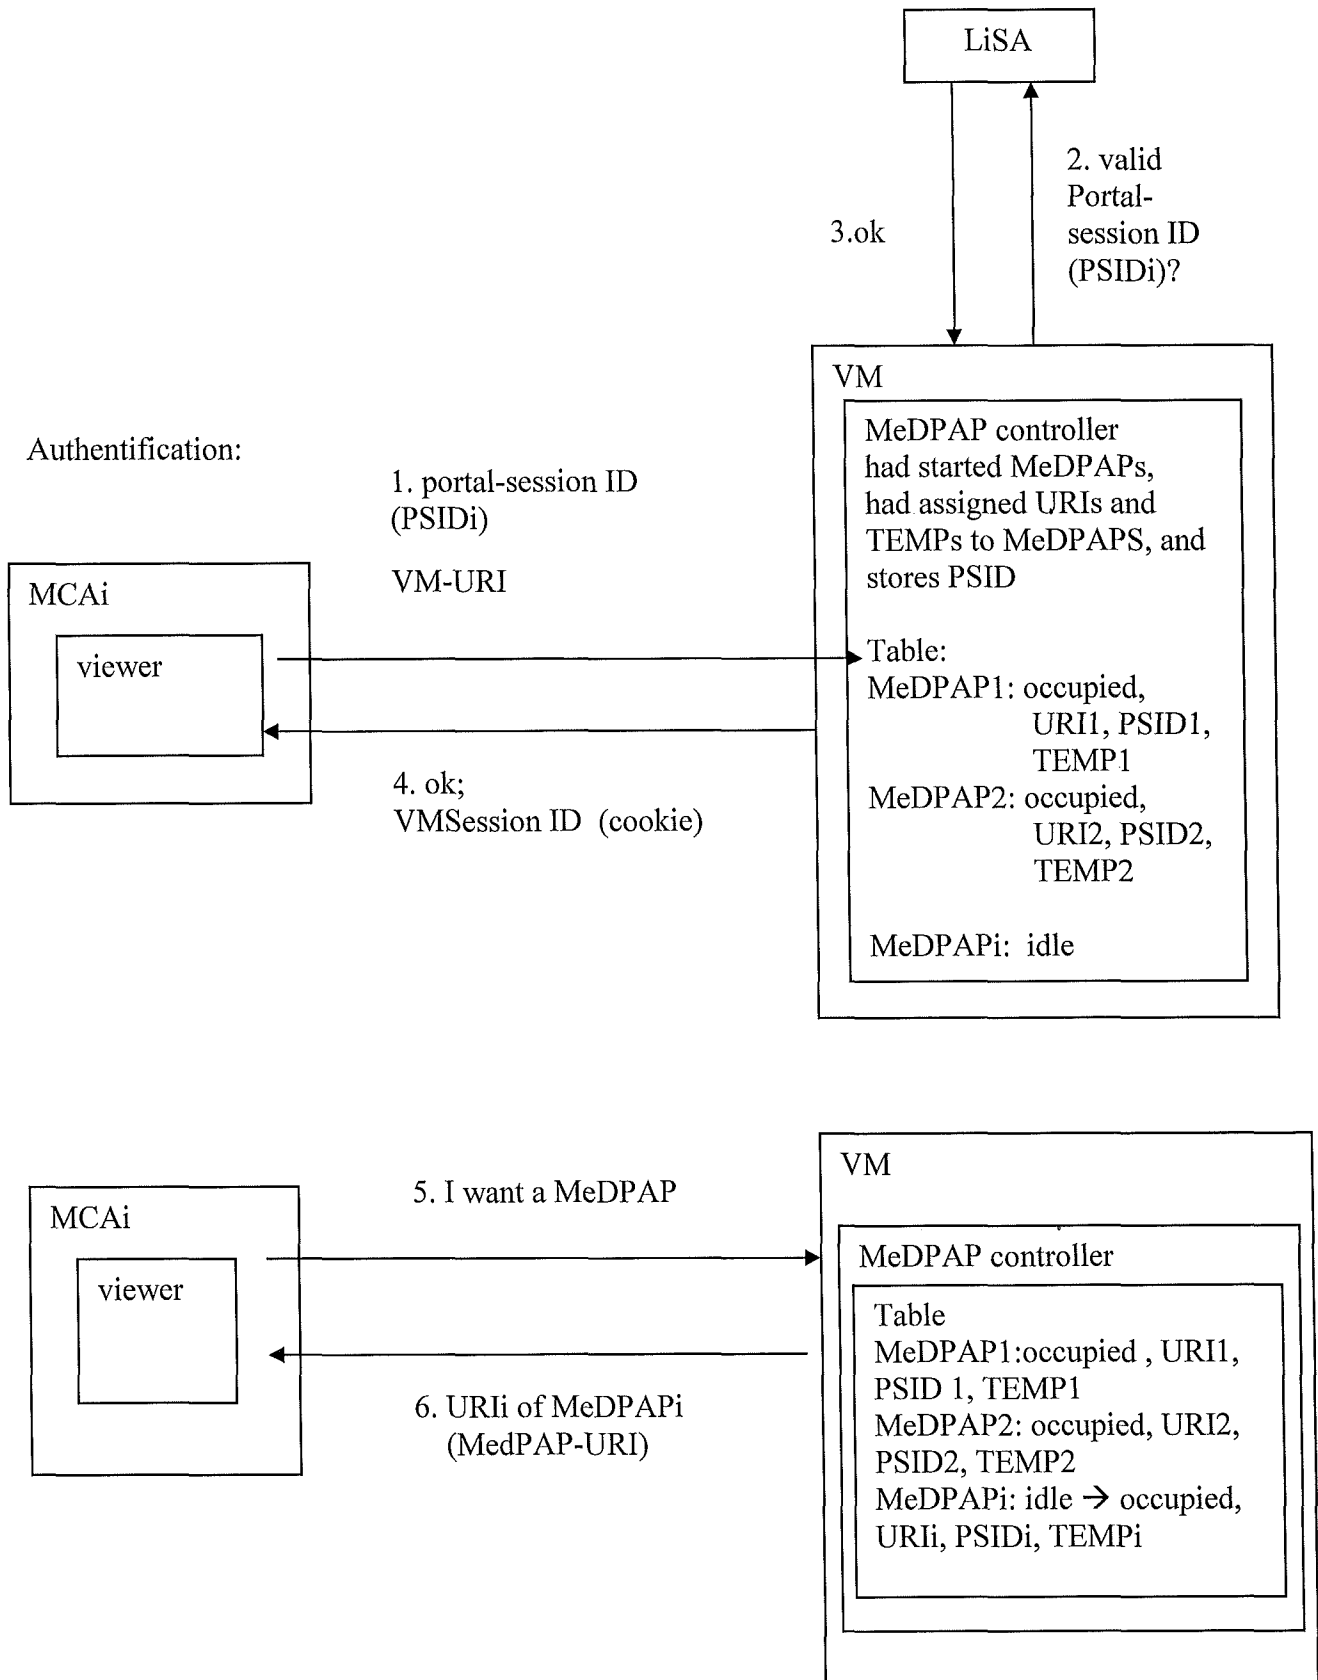 LiSA
2. valid
Portal-
session ID
(PSIDi)?
3.ok
VM
MeDPAP controller
had started MeDPAPs,
had assigned URIs and
TEMPs to MeDPAPS, and
stores PSID
Table:
MeDPAP1: occupied,
URI1, PSID1,
TEMP1
MeDPAP2: occupied,
URI2, PSID2,
TEMP2
MeDPAPi: idle
Authentification:
1. portal-session ID
(PSIDi)
VM-URI
MCAi
viewer
4. ok;
VMSession ID (cookie)
MCAi
viewer
5. I want a MeDPAP
6. URIi of MeDPAPi
(MedPAP-URI)
VM
MeDPAP controller
Table
MeDPAP1:occupied , URI1,
PSID 1, TEMP1
MeDPAP2: occupied, URI2,
PSID2, TEMP2
MeDPAPi: idle → occupied,
URIi, PSIDi, TEMPi